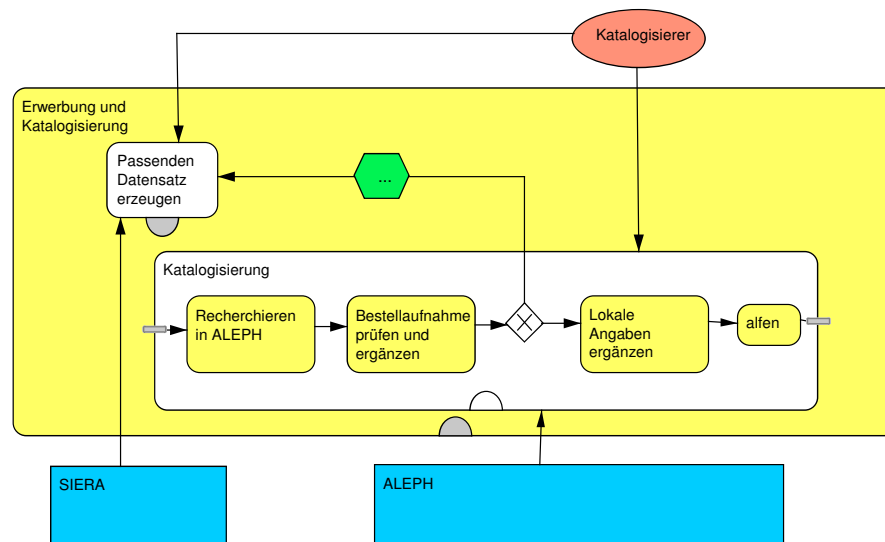 Katalogisierer
Erwerbung und
Katalogisierung
Passenden
Datensatz
erzeugen
...
Katalogisierung
Recherchieren
in ALEPH
Bestellaufnahme
prüfen und
ergänzen
Lokale
Angaben
ergänzen
alfen
SIERA
ALEPH